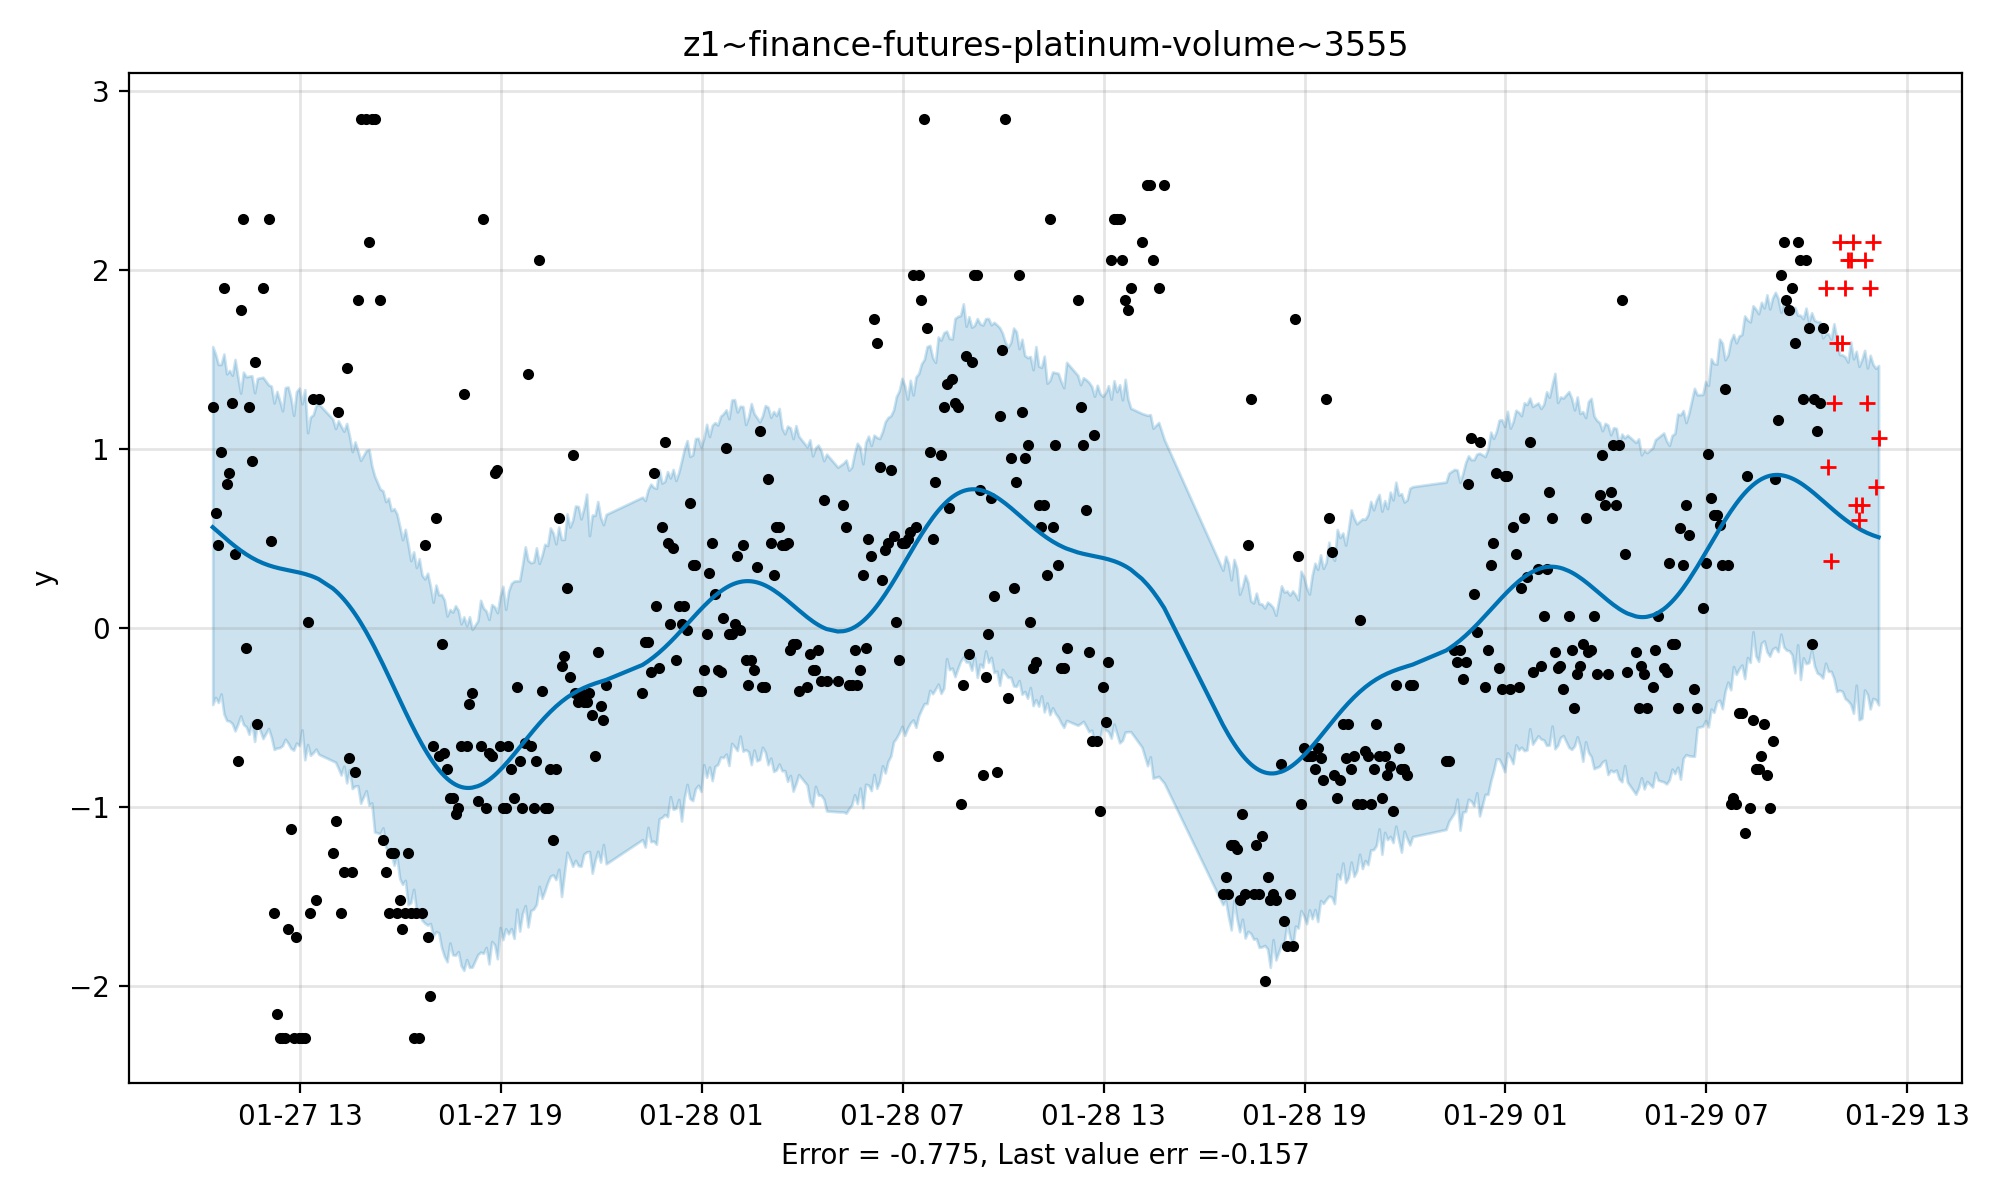 z1~finance-futures-platinum-volume~3555
3
2
1
0
−1
−2
y
01-27 13 01-27 19 01-28 01 01-28 07 01-28 13 01-28 19 01-29 01 01-29 07 01-29 13
Error = -0.775, Last value err =-0.157